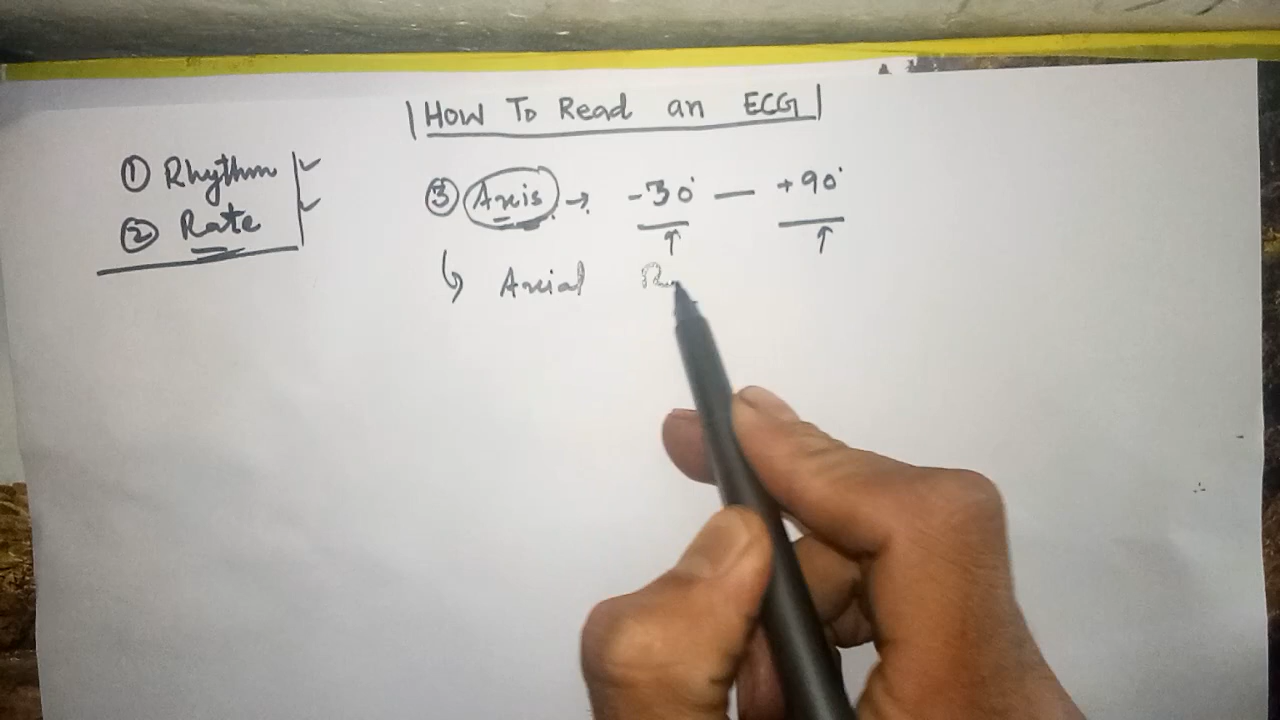 How To Read an ECG
① Rhythm
② Rate
③ Axis → -30° — +90°
↳ Axial